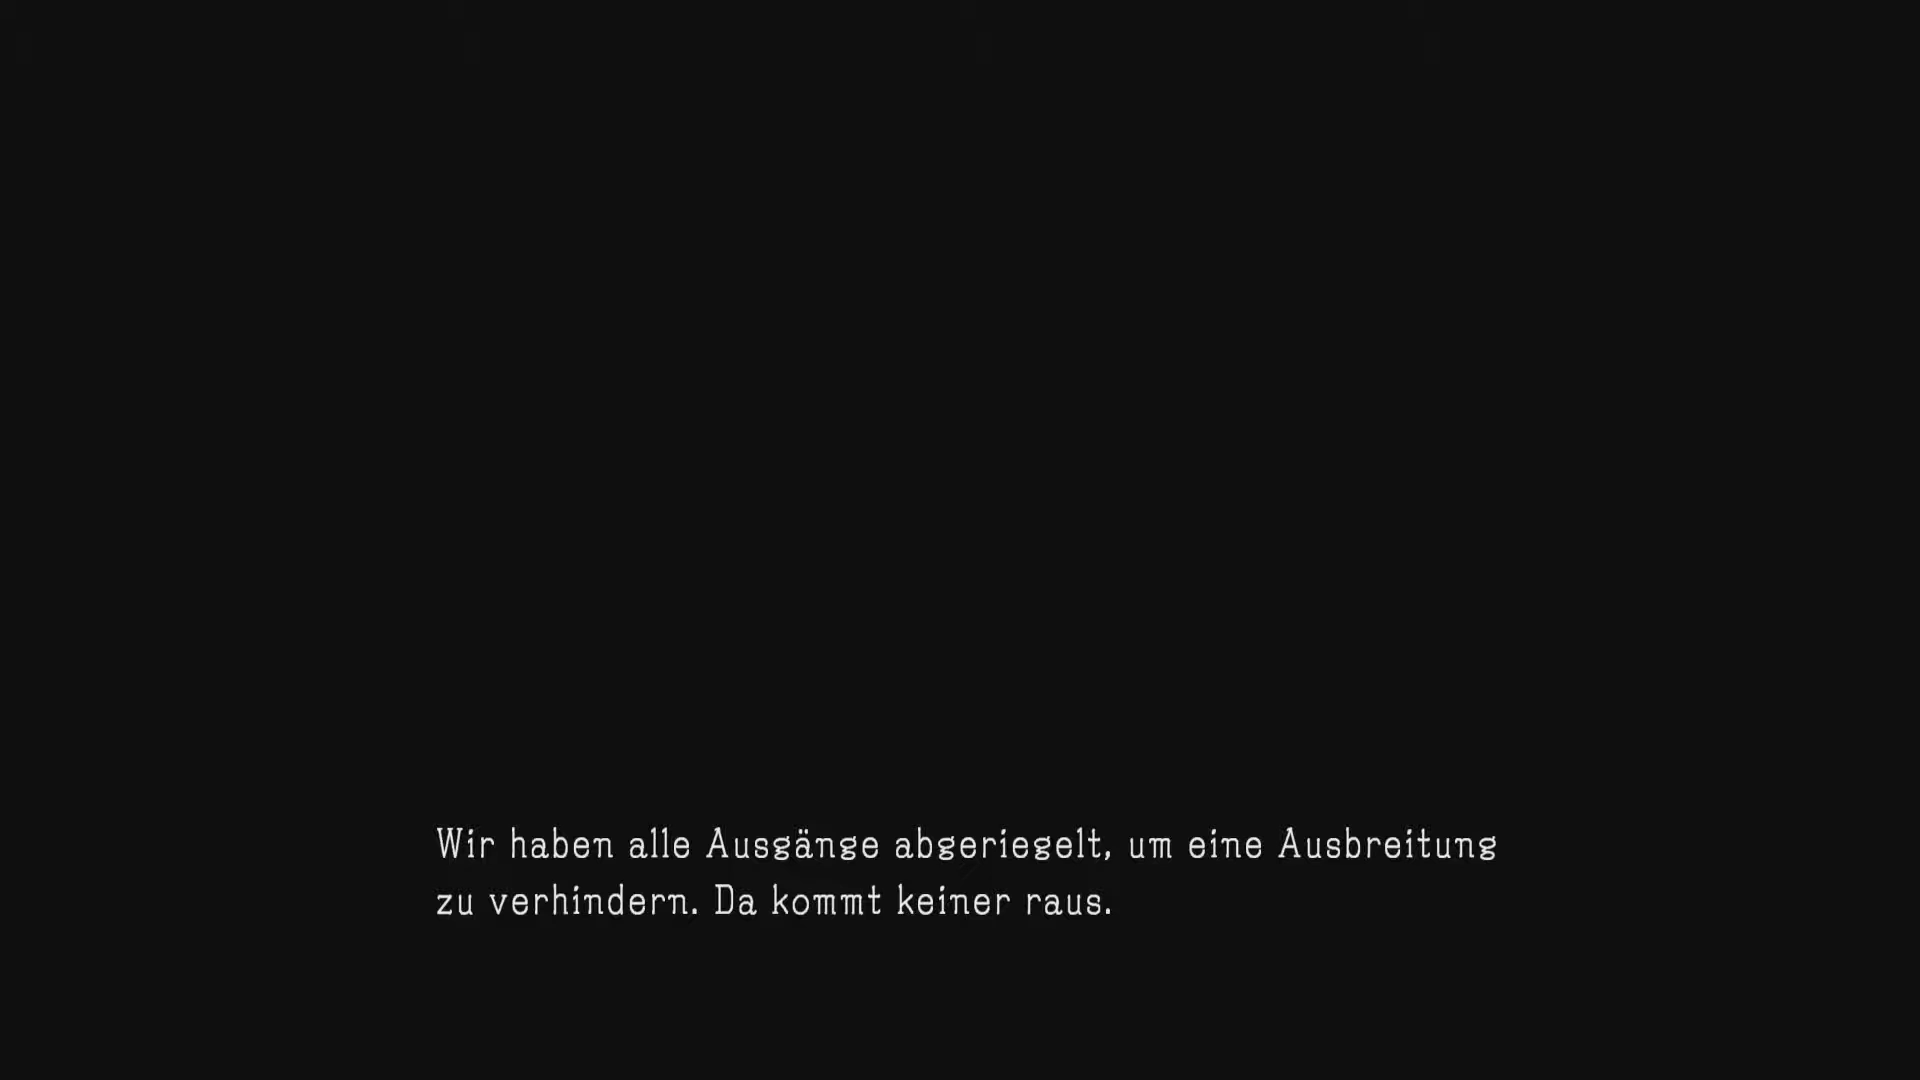 Wir haben alle Ausgänge abgeriegelt, um eine Ausbreitung
zu verhindern. Da kommt keiner raus.